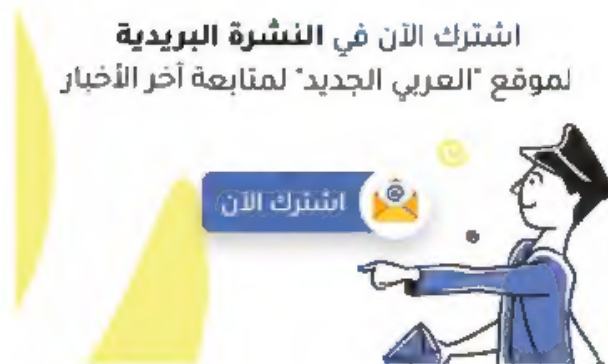 اشترك الآن في النشرة البريدية
لموقع "العربي الجديد" لمتابعة آخر الأخبار
اشترك الآن